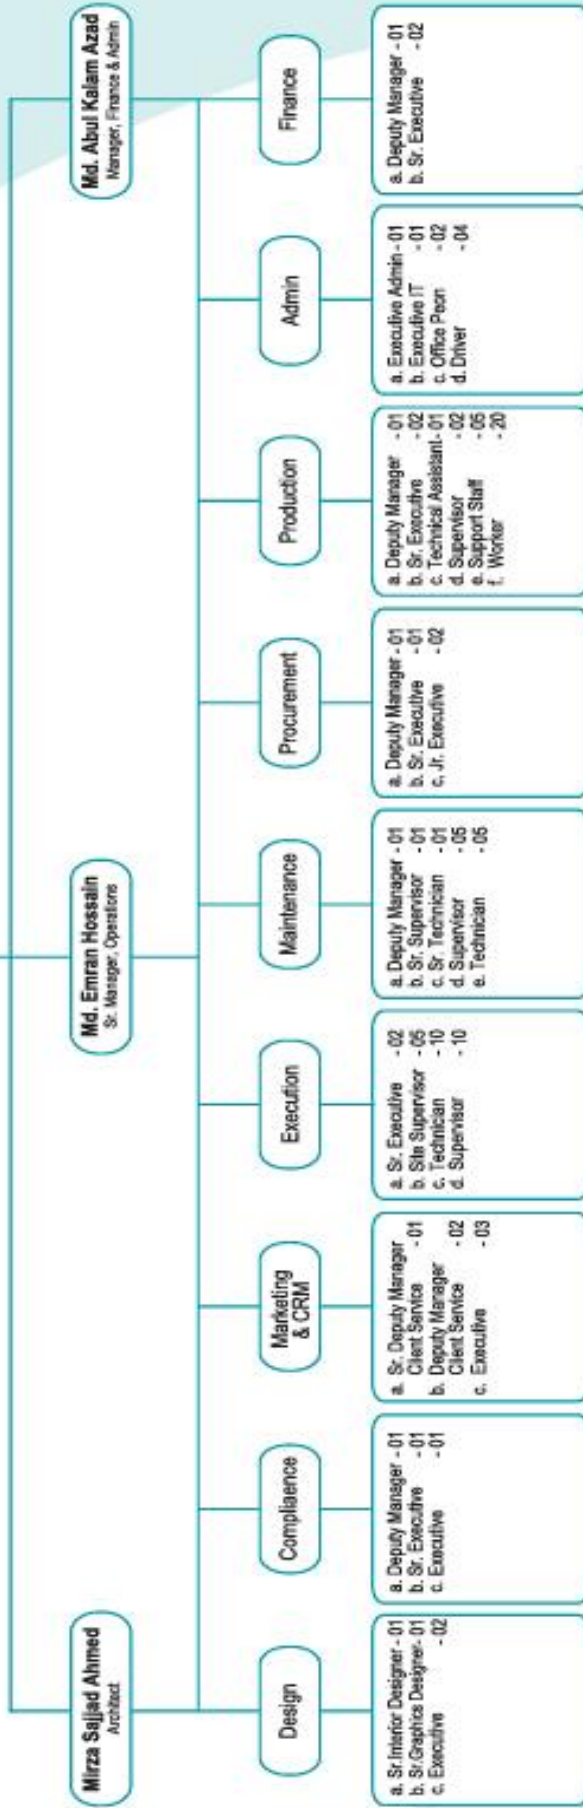 Mirza Sajjad Ahmed
Architect
Md. Emran Hossain
Sr. Manager, Operations
Md. Abul Kalam Azad
Manager, Finance & Admin
Design
Compliaence
Marketing
& CRM
Execution
Maintenance
Procurement
Production
Admin
Finance
a. Sr.Interior Designer - 01
b. Sr.Graphics Designer- 01
c. Executive - 02
a. Deputy Manager - 01
b. Sr. Executive - 01
c. Executive - 01
a. Sr. Deputy Manager
Client Service - 01
b. Deputy Manager
Client Service - 02
c. Executive - 03
a. Sr. Executive - 02
b. Site Supervisor - 05
c. Technician - 10
d. Supervisor - 10
a. Deputy Manager - 01
b. Sr. Supervisor - 01
c. Sr. Technician - 01
d. Supervisor - 05
e. Technician - 05
a. Deputy Manager - 01
b. Sr. Executive - 01
c. Jr. Executive - 02
a. Deputy Manager - 01
b. Sr. Executive - 02
c. Technical Assistant- 01
d. Supervisor - 02
e. Support Staff - 05
f. Worker - 20
a. Executive Admin - 01
b. Executive IT - 01
c. Office Peon - 02
d. Driver - 04
a. Deputy Manager - 01
b. Sr. Executive - 02